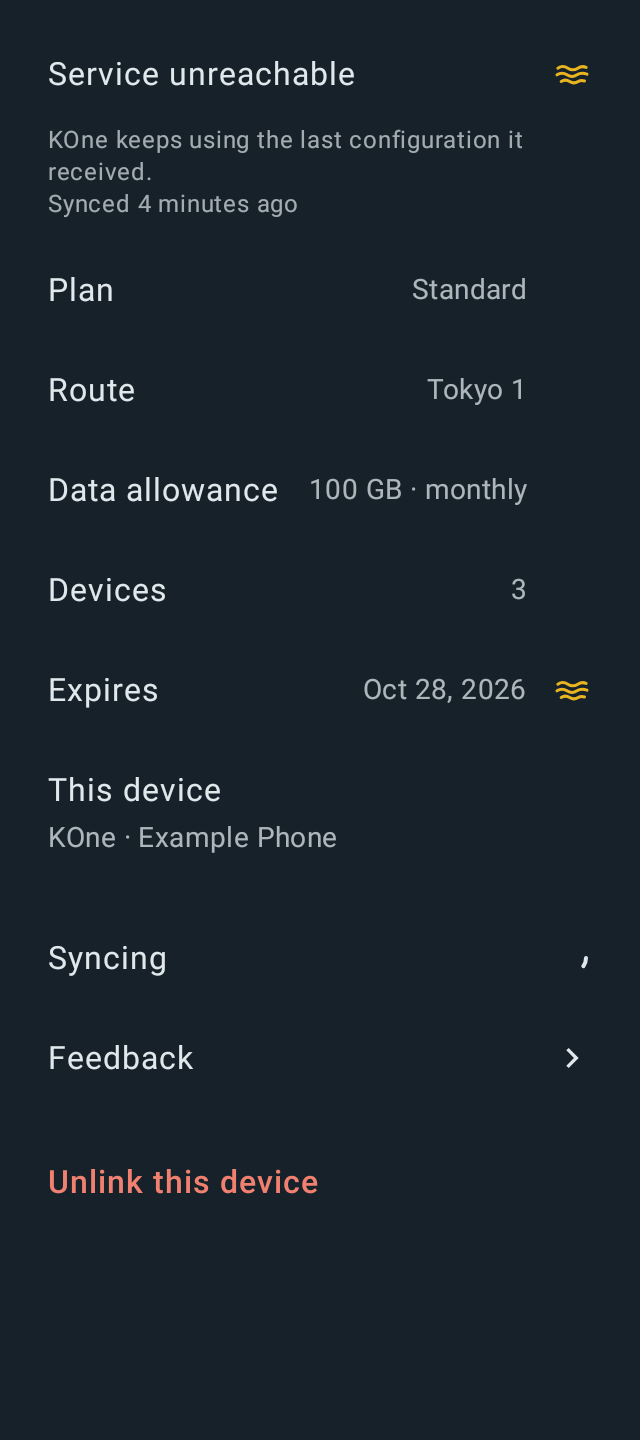 Service unreachable
KOne keeps using the last configuration it
received.
Synced 4 minutes ago
Plan Standard
Route Tokyo 1
Data allowance 100 GB · monthly
Devices 3
Expires Oct 28, 2026
This device
KOne · Example Phone
Syncing
Feedback
Unlink this device